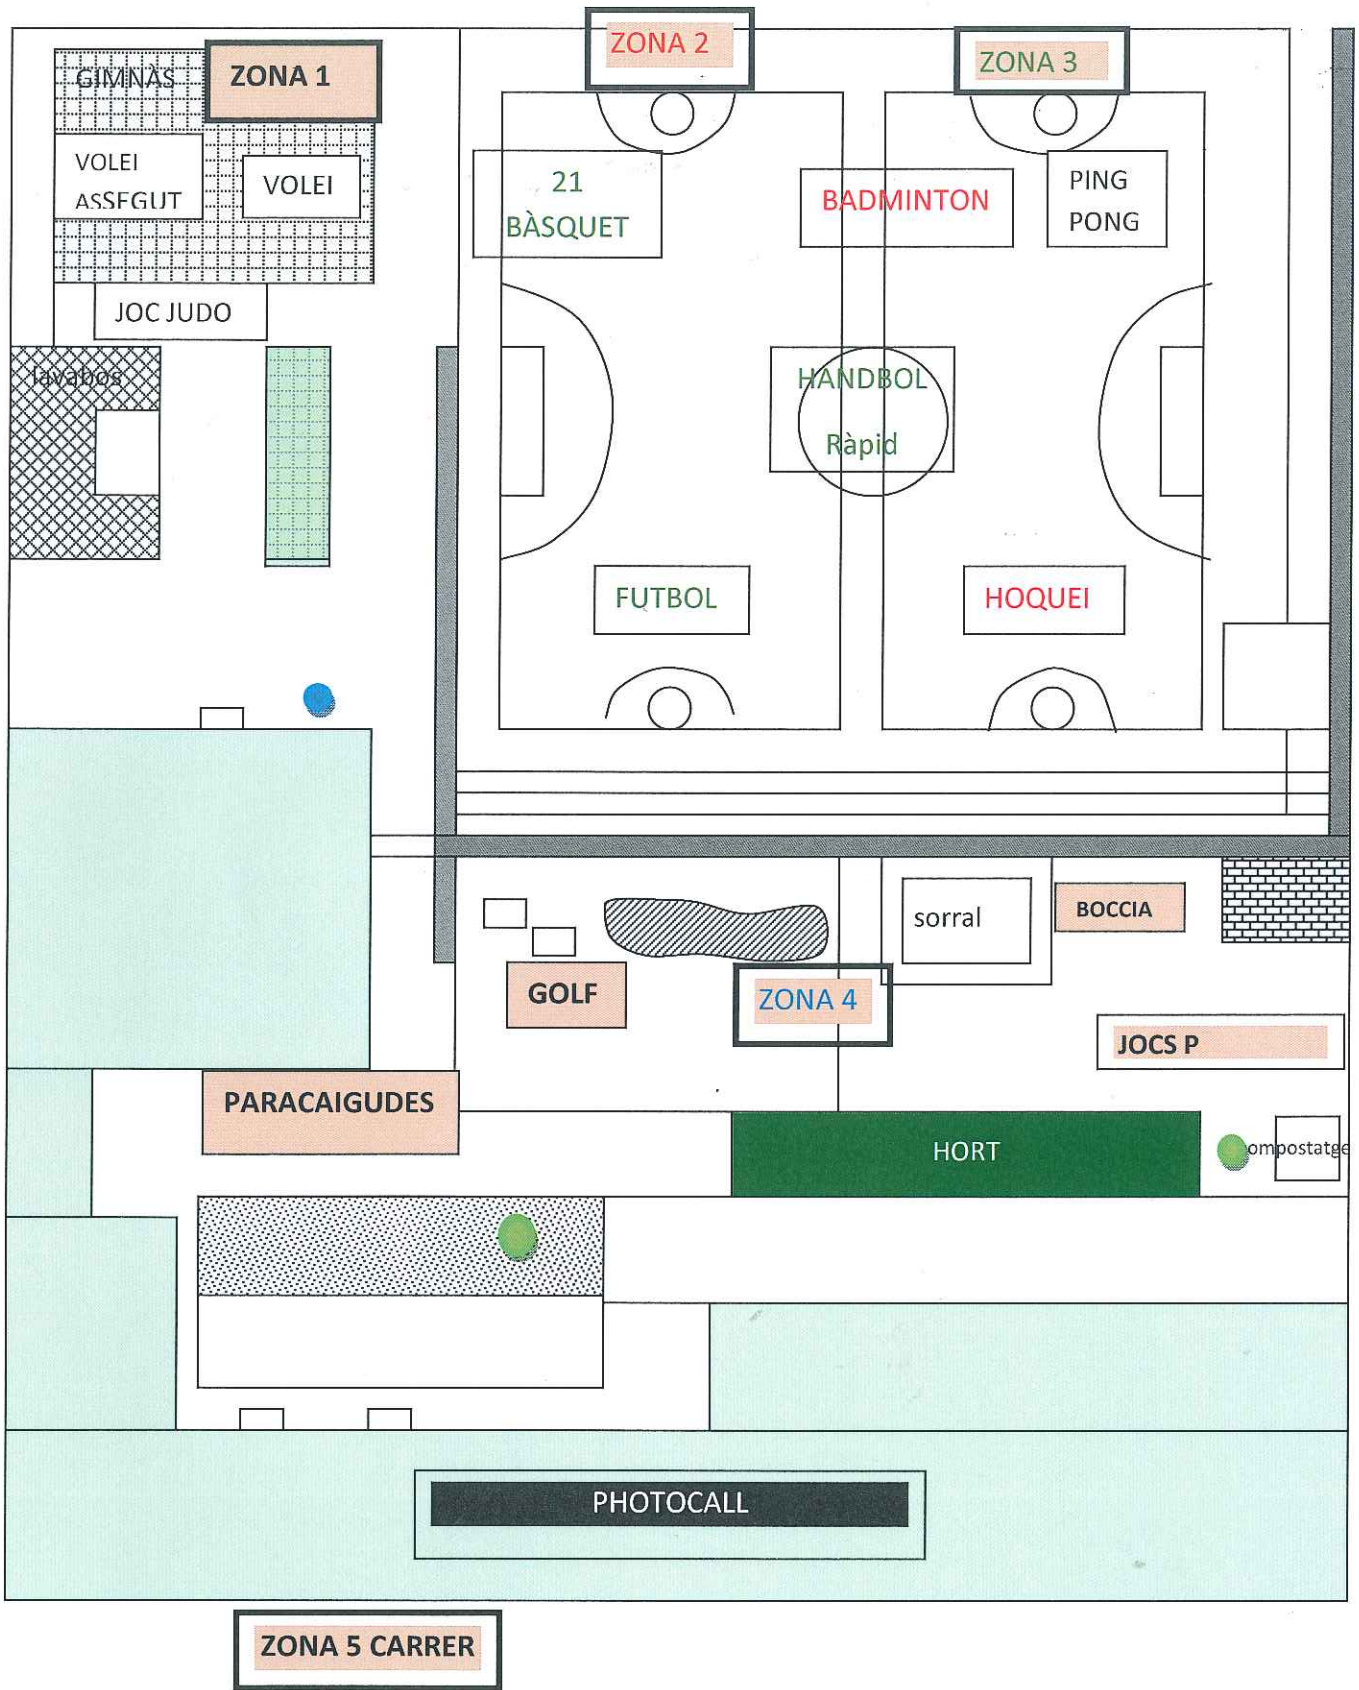 ZONA 2
ZONA 3
GIMNÀS
ZONA 1
VOLEI
ASSEGUT
VOLEI
21
BÀSQUET
BADMINTON
PING
PONG
JOC JUDO
lavabos
HANDBOL
Ràpid
FUTBOL
HOQUEI
sorral
BOCCIA
GOLF
ZONA 4
JOCS P
PARACAIGUDES
HORT
ompostatge
PHOTOCALL
ZONA 5 CARRER